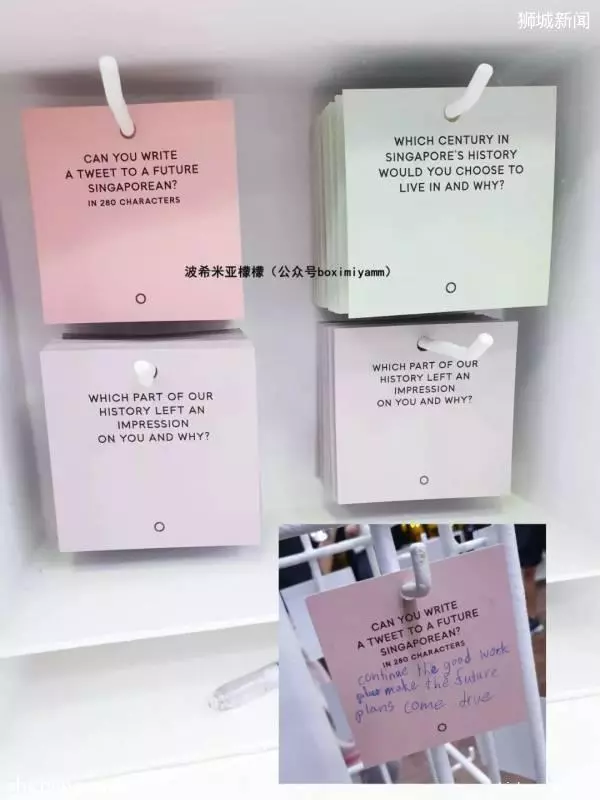 狮城新闻
CAN YOU WRITE
A TWEET TO A FUTURE
SINGAPOREAN?
IN 280 CHARACTERS
WHICH CENTURY IN
SINGAPORE'S HISTORY
WOULD YOU CHOOSE TO
LIVE IN AND WHY?
波希米亚檬檬（公众号boximiyamm）
WHICH PART OF OUR
HISTORY LEFT AN
IMPRESSION
ON YOU AND WHY?
WHICH PART OF OUR
HISTORY LEFT AN
IMPRESSION
ON YOU AND WHY?
CAN YOU WRITE
A TWEET TO A FUTURE
SINGAPOREAN?
IN 280 CHARACTERS
continue the good work
make the future
plans come true